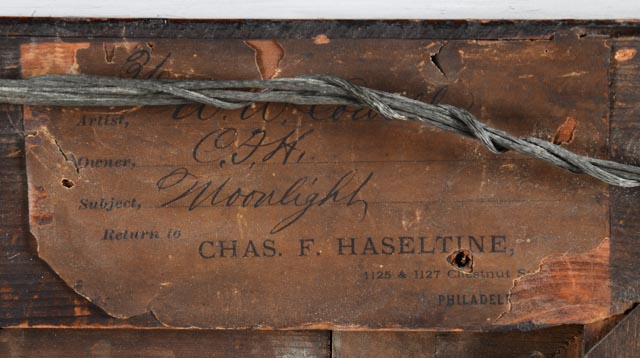 Artist,
Owner, C.F.H.
Subject, Moonlight
Return to
CHAS. F. HASELTINE,
1125 & 1127 Chestnut S
PHILADEL